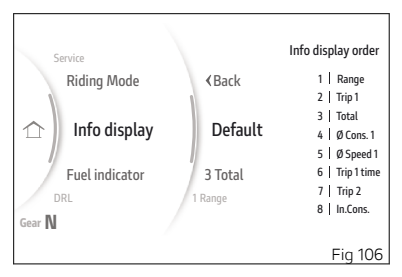 Service
Riding Mode
Info display
Fuel indicator
DRL
Gear N
‹Back
Default
3 Total
1 Range
Info display order
1 | Range
2 | Trip 1
3 | Total
4 | Ø Cons. 1
5 | Ø Speed 1
6 | Trip 1 time
7 | Trip 2
8 | In.Cons.
Fig 106